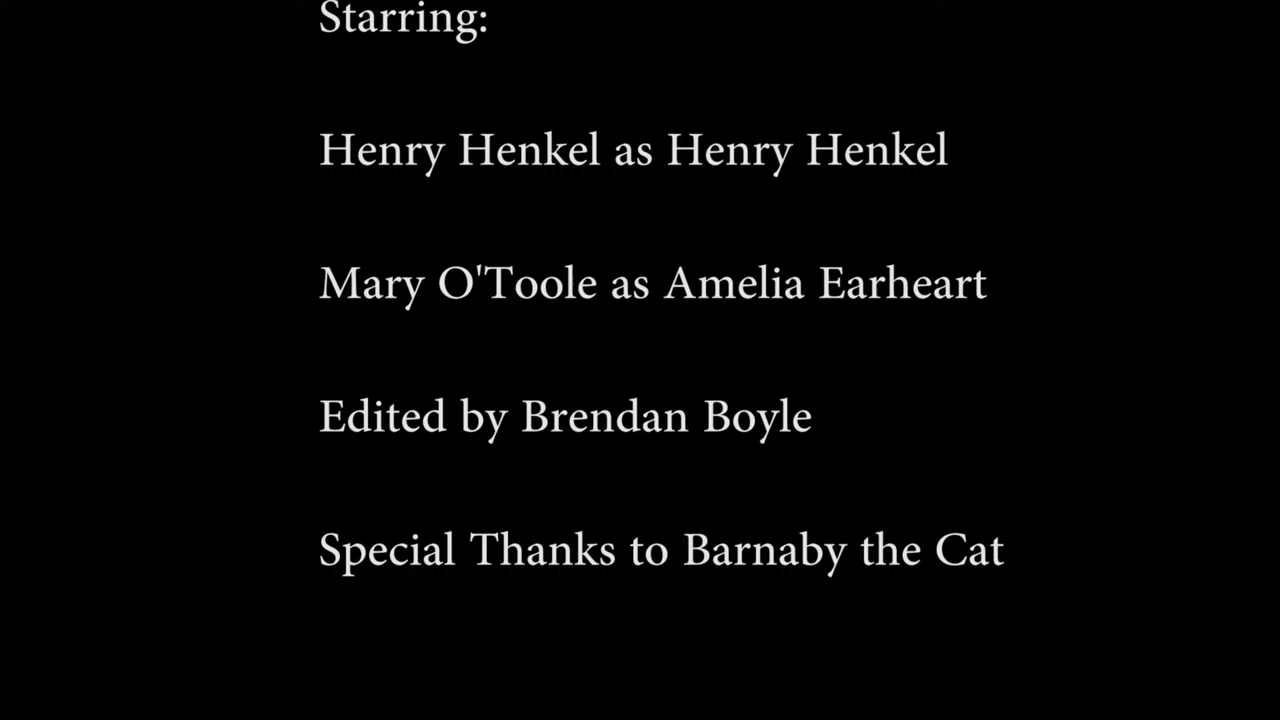 Starring:
Henry Henkel as Henry Henkel
Mary O'Toole as Amelia Earheart
Edited by Brendan Boyle
Special Thanks to Barnaby the Cat